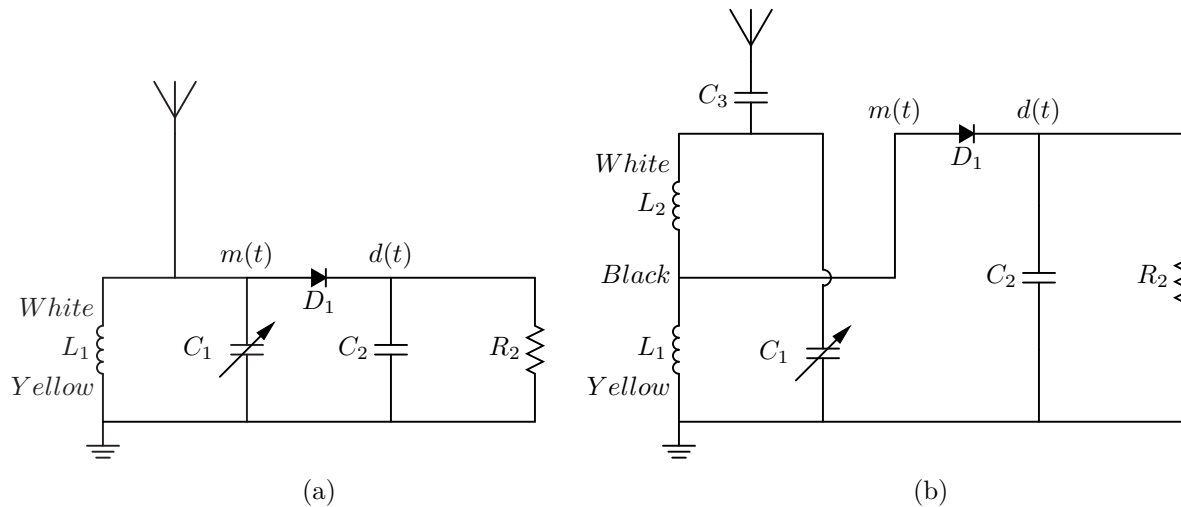 C₃
m(t)
d(t)
D₁
White
L₂
m(t)
d(t)
Black
C₂
R₂
D₁
White
L₁
C₁
C₂
R₂
Yellow
L₁
C₁
Yellow
(a)
(b)